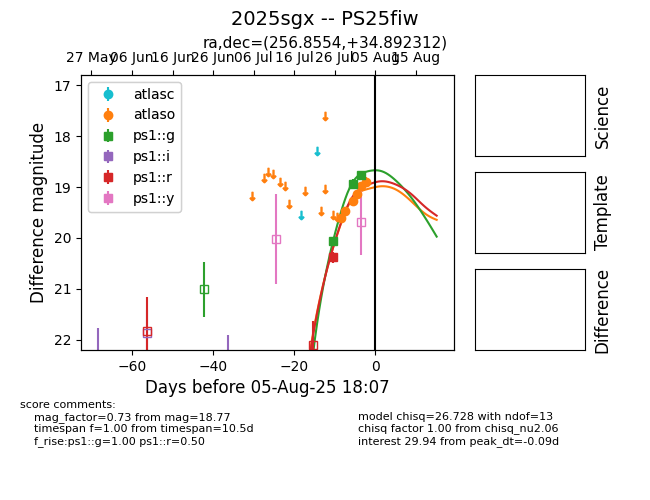 2025sgx -- PS25fiw
ra,dec=(256.8554,+34.892312)
27 May 06 Jun 16 Jun 26 Jun 06 Jul 16 Jul 26 Jul 05 Aug 15 Aug
atlasc
atlaso
ps1::g
ps1::i
ps1::r
ps1::y
17
18
19
20
21
22
Difference magnitude
−60 −40 −20 0
Days before 05-Aug-25 18:07
Science
Template
Difference
score comments:
mag_factor=0.73 from mag=18.77
timespan f=1.00 from timespan=10.5d
f_rise:ps1::g=1.00 ps1::r=0.50
model chisq=26.728 with ndof=13
chisq factor 1.00 from chisq_nu2.06
interest 29.94 from peak_dt=-0.09d